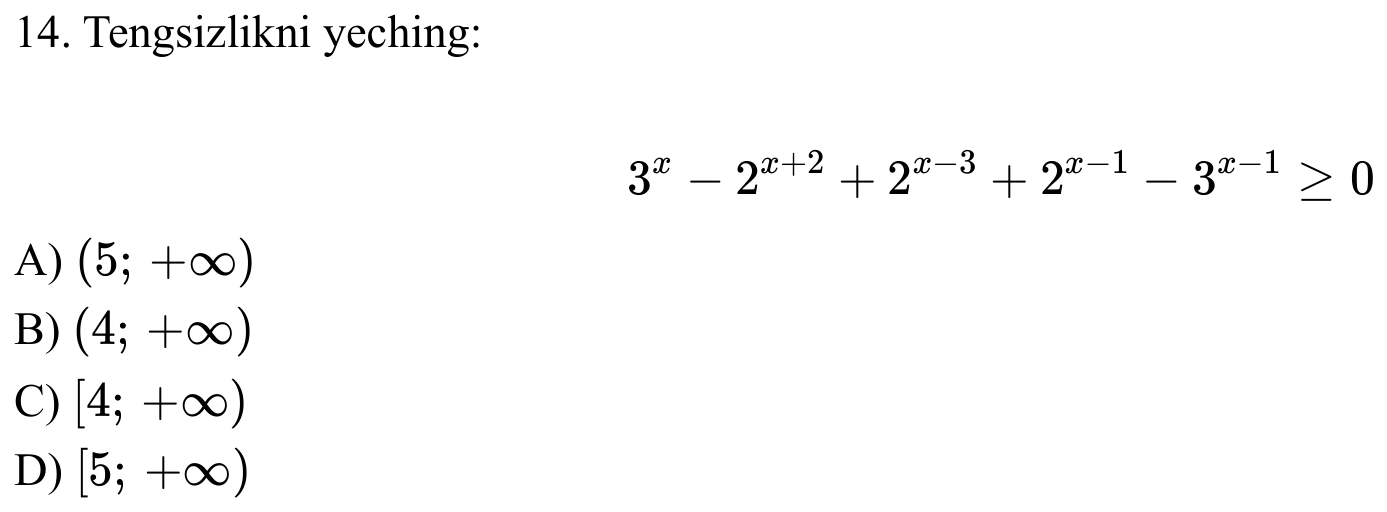 14. Tengsizlikni yeching:
3^x − 2^{x+2} + 2^{x−3} + 2^{x−1} − 3^{x−1} ≥ 0
A) (5; +∞)
B) (4; +∞)
C) [4; +∞)
D) [5; +∞)